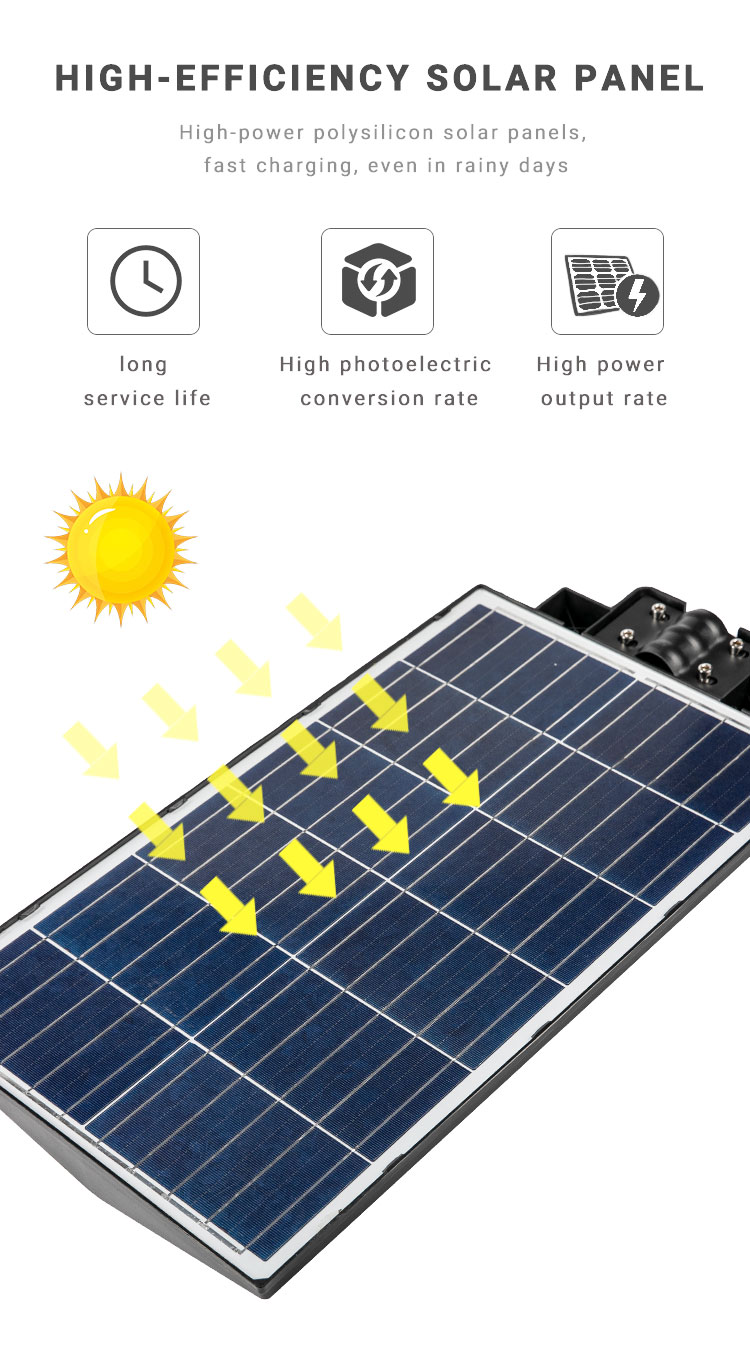 HIGH-EFFICIENCY SOLAR PANEL
High-power polysilicon solar panels,
fast charging, even in rainy days
long
service life
High photoelectric
conversion rate
High power
output rate